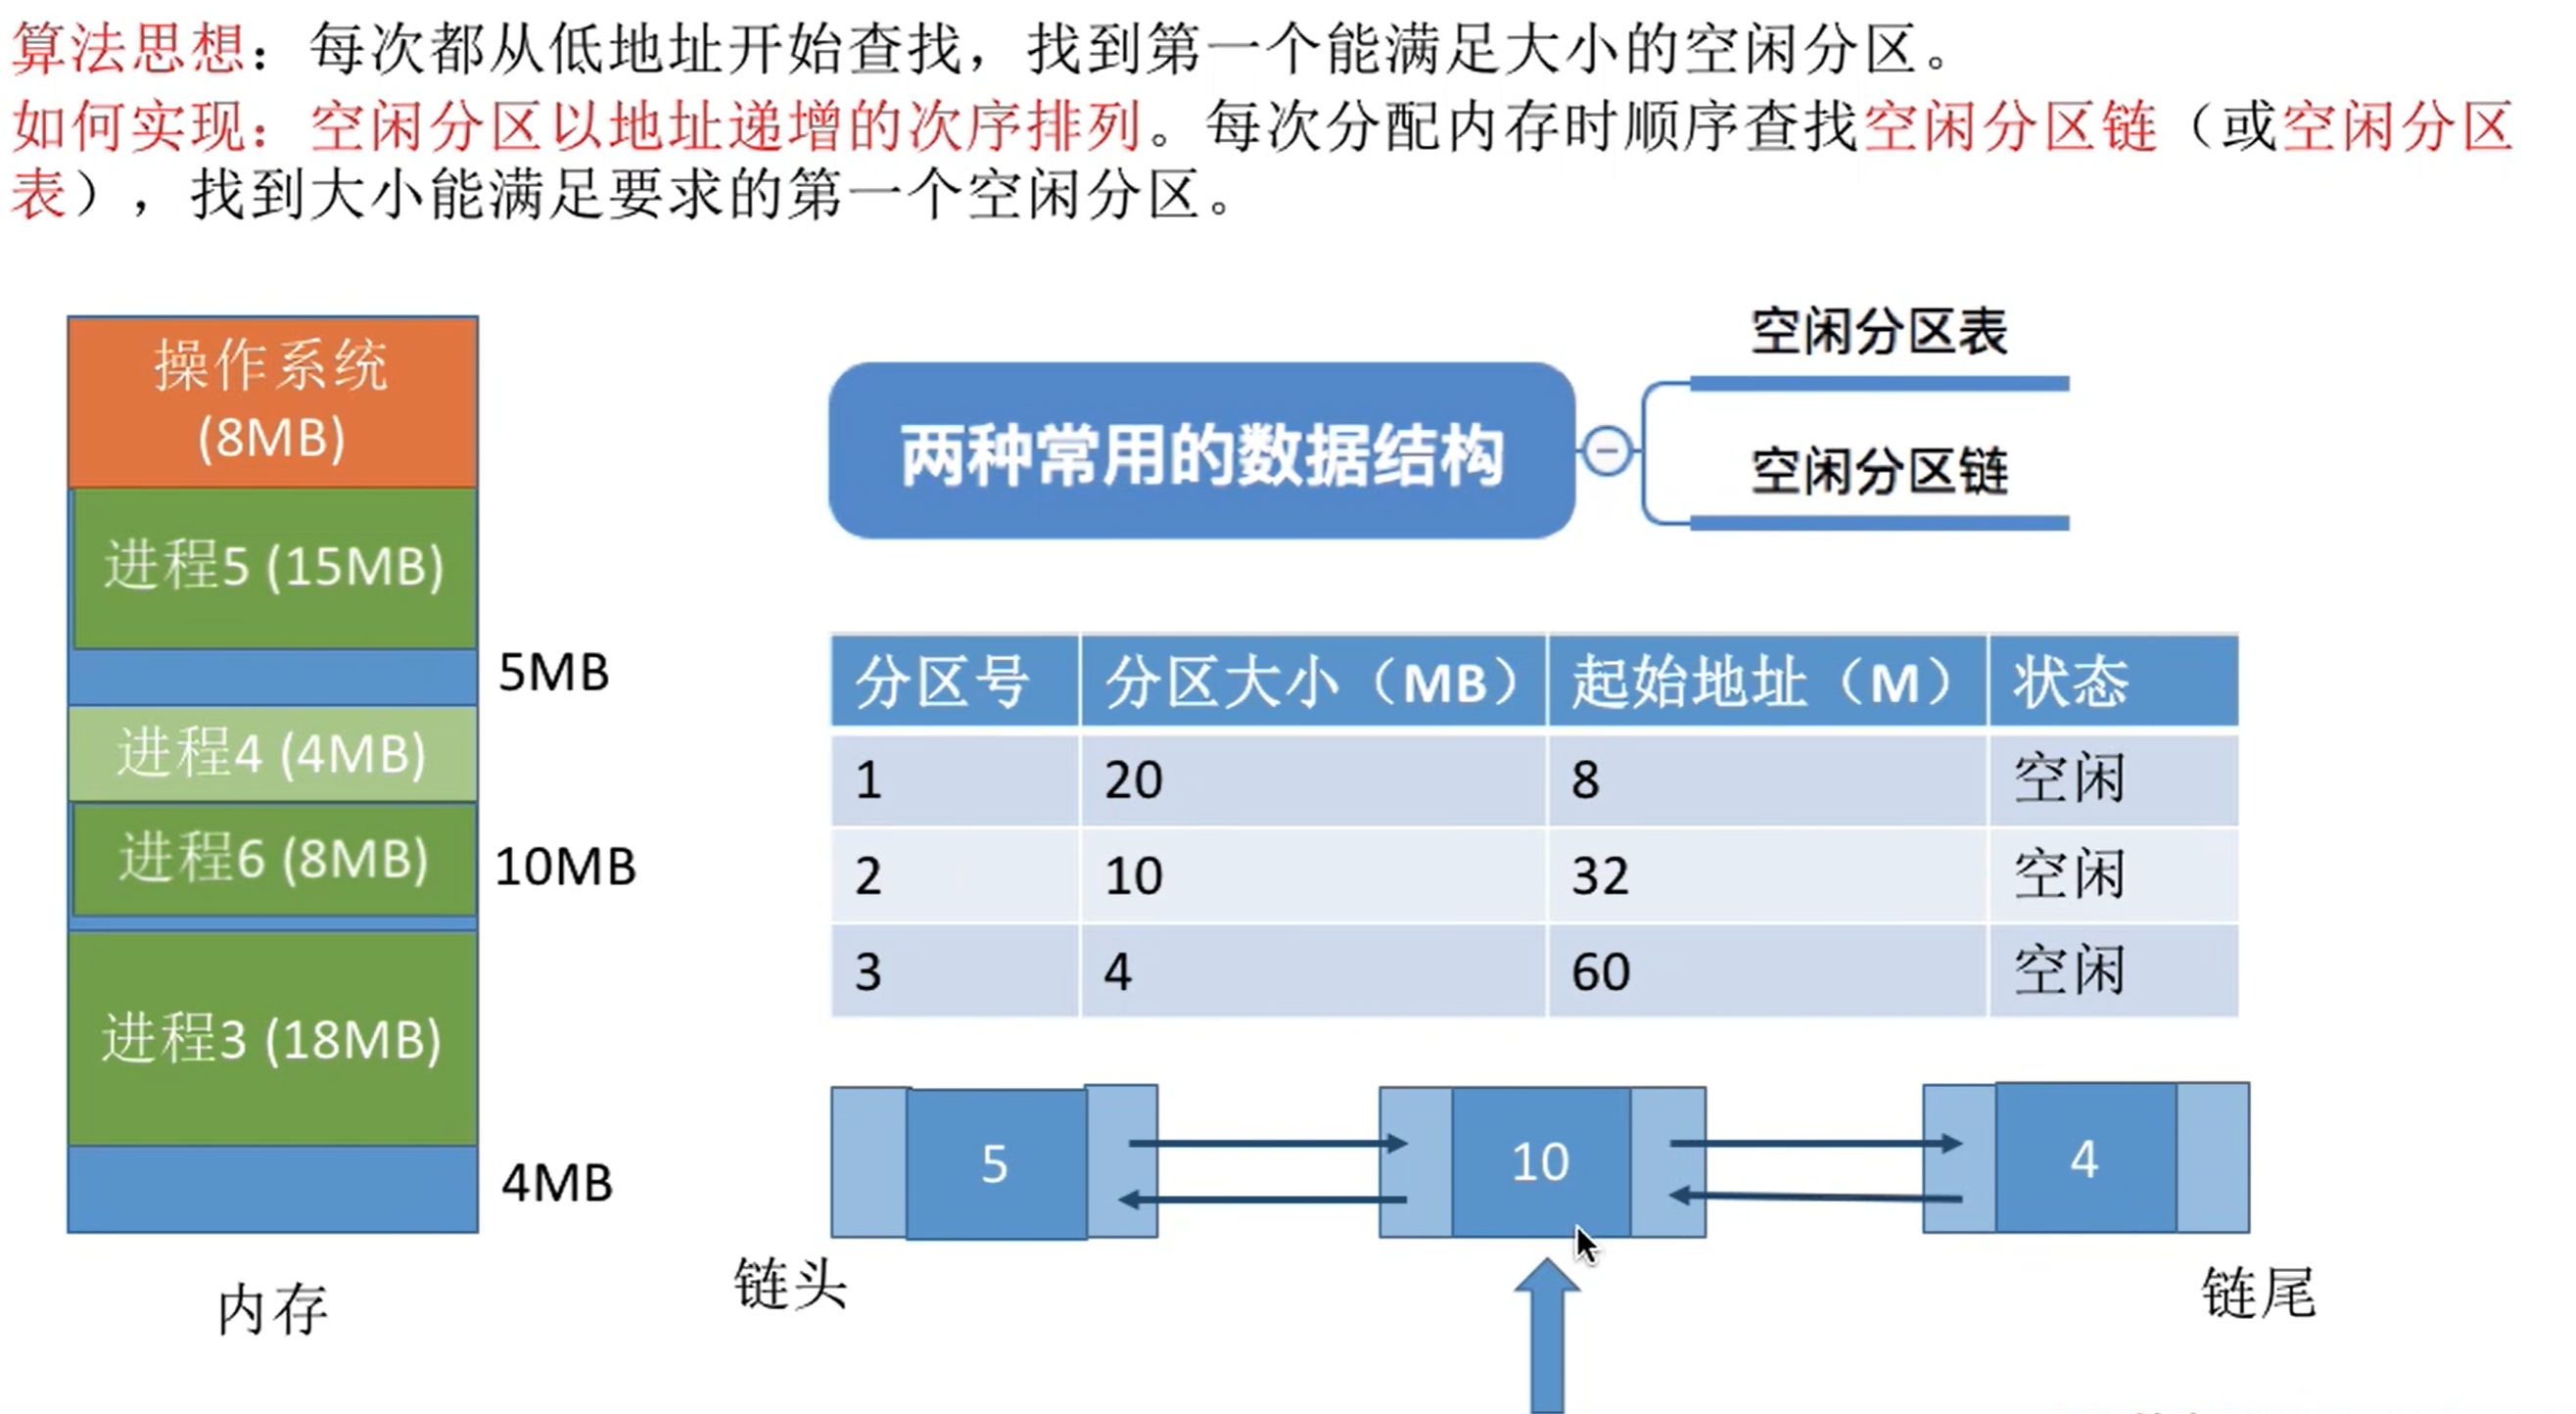 算法思想：每次都从低地址开始查找，找到第一个能满足大小的空闲分区。
如何实现：空闲分区以地址递增的次序排列。每次分配内存时顺序查找空闲分区链（或空闲分区
表），找到大小能满足要求的第一个空闲分区。
操作系统
(8MB)
进程5 (15MB)
5MB
进程4 (4MB)
进程6 (8MB)
10MB
进程3 (18MB)
4MB
内存
两种常用的数据结构
空闲分区表
空闲分区链
分区号 分区大小（MB） 起始地址（M） 状态
1 20 8 空闲
2 10 32 空闲
3 4 60 空闲
5 10 4
链头
链尾